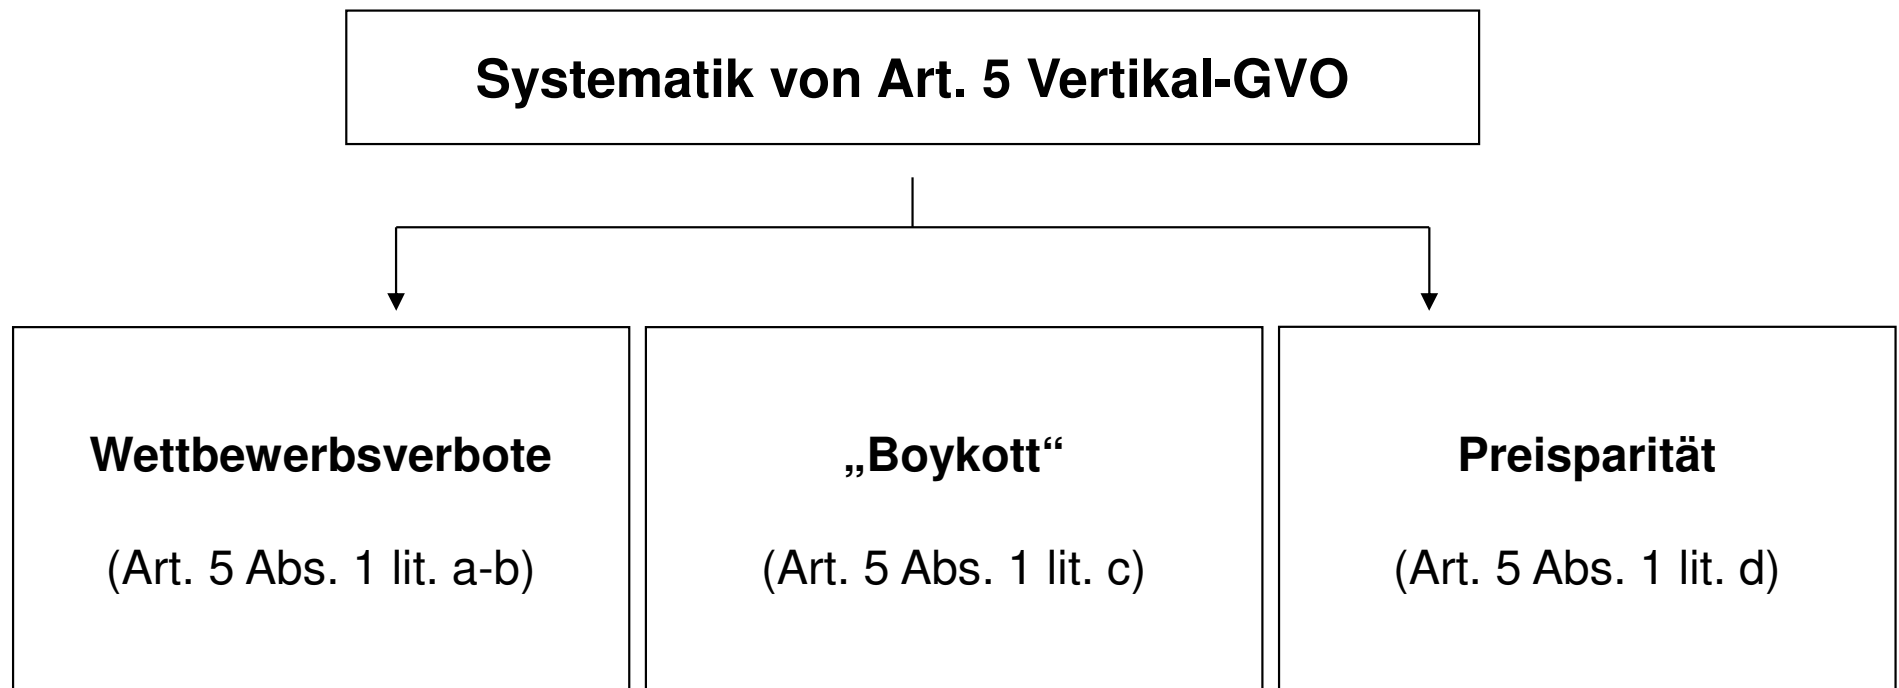 Systematik von Art. 5 Vertikal-GVO
Wettbewerbsverbote
(Art. 5 Abs. 1 lit. a-b)
„Boykott“
(Art. 5 Abs. 1 lit. c)
Preisparität
(Art. 5 Abs. 1 lit. d)